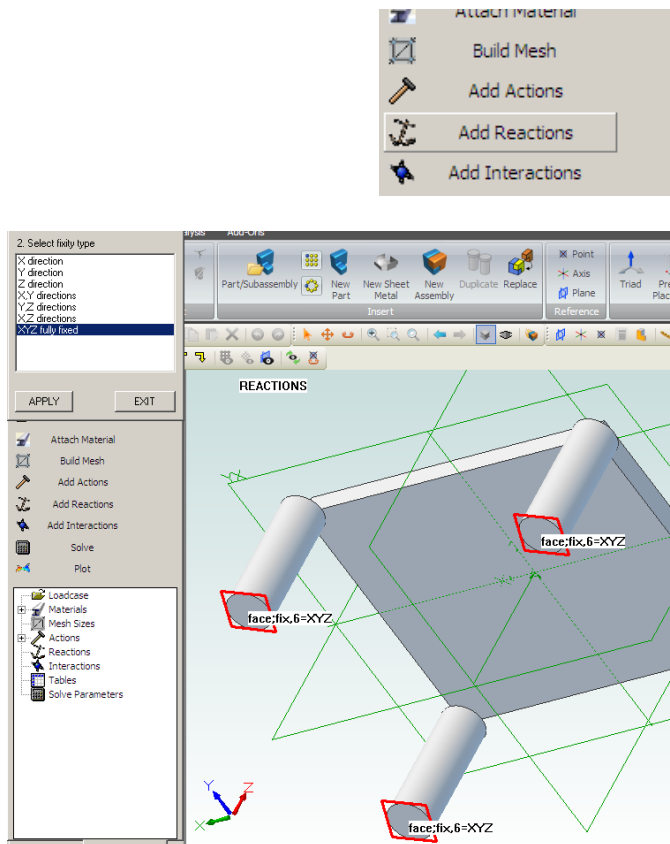 Attach Material
Build Mesh
Add Actions
Add Reactions
Add Interactions
2. Select fixity type
X direction
Y direction
Z direction
X,Y directions
Y,Z directions
X,Z directions
XYZ fully fixed
APPLY
EXIT
Attach Material
Build Mesh
Add Actions
Add Reactions
Add Interactions
Solve
Plot
Loadcase
Materials
Mesh Sizes
Actions
Reactions
Interactions
Tables
Solve Parameters
Add-Ons
Part/Subassembly
New Part
New Sheet Metal
New Assembly
Duplicate
Replace
Insert
Point
Axis
Plane
Reference
Triad
REACTIONS
face;fix,6=XYZ
face;fix,6=XYZ
face;fix,6=XYZ
Y
Z
X